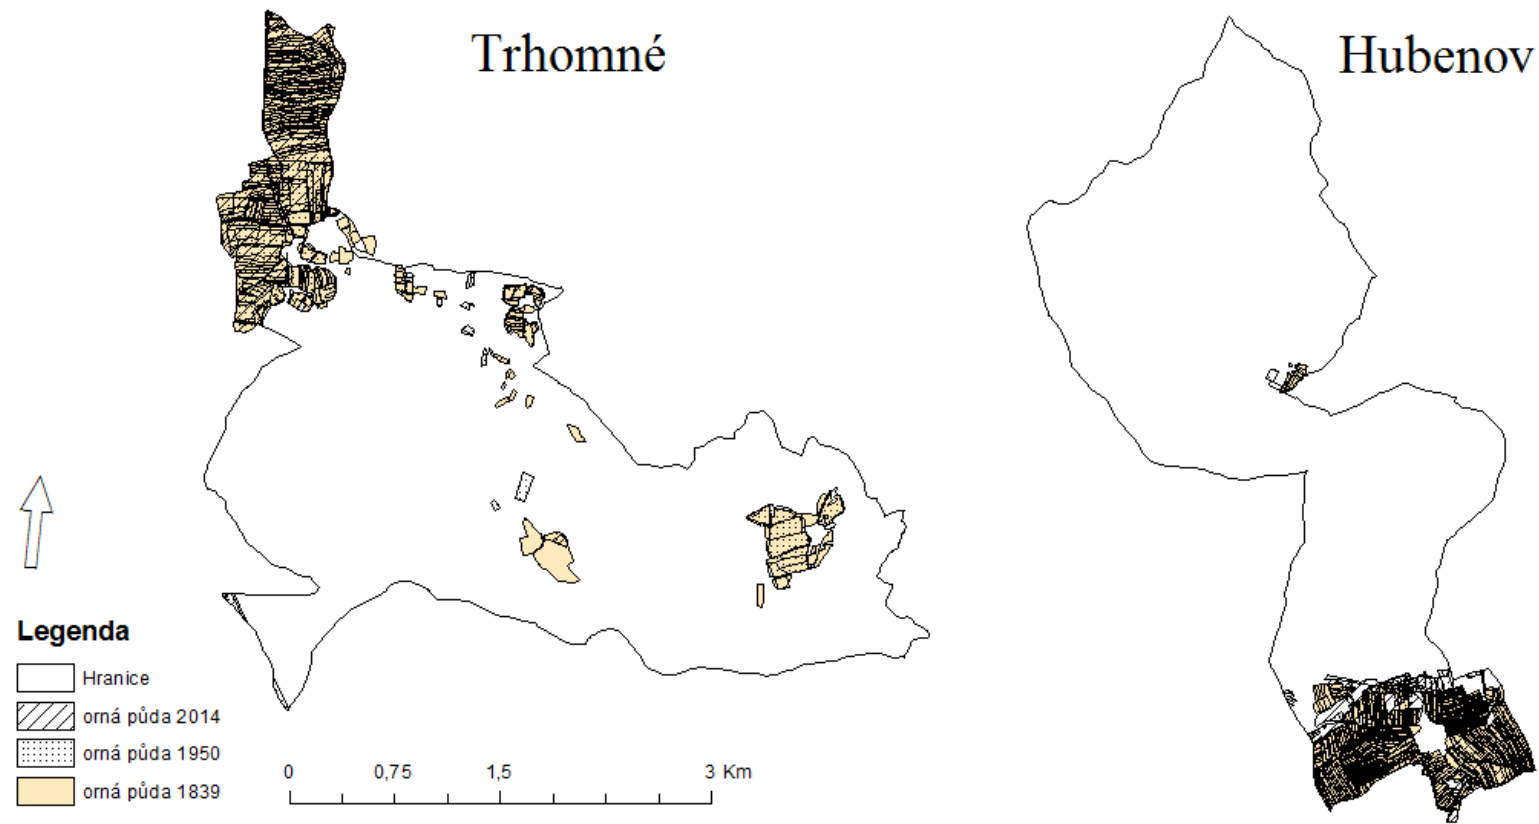 Trhomné
Hubenov
Legenda
Hranice
orná půda 2014
orná půda 1950
orná půda 1839
0 0,75 1,5 3 Km